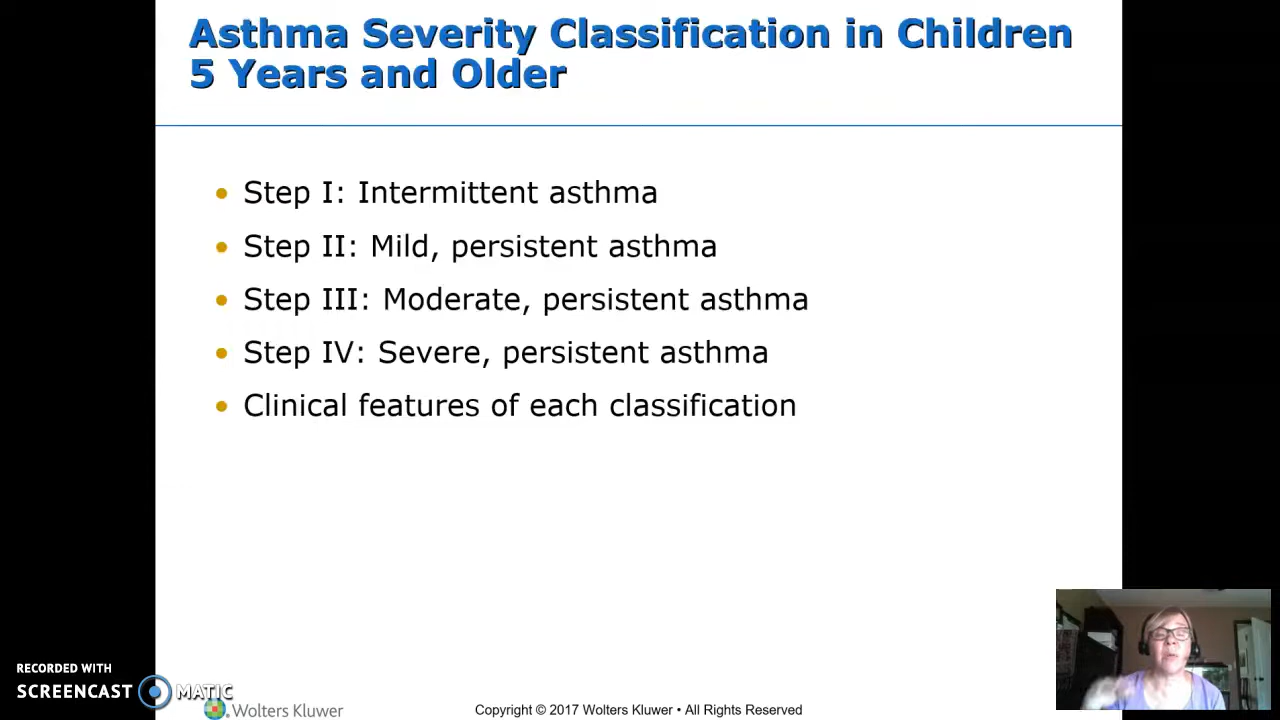 Asthma Severity Classification in Children
5 Years and Older
• Step I: Intermittent asthma
• Step II: Mild, persistent asthma
• Step III: Moderate, persistent asthma
• Step IV: Severe, persistent asthma
• Clinical features of each classification
RECORDED WITH
SCREENCAST MATIC
Wolters Kluwer
Copyright © 2017 Wolters Kluwer • All Rights Reserved